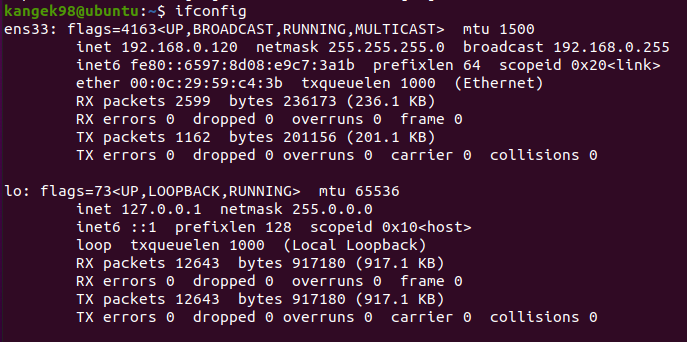 kangek98@ubuntu:~$ ifconfig
ens33: flags=4163<UP,BROADCAST,RUNNING,MULTICAST>  mtu 1500
        inet 192.168.0.120  netmask 255.255.255.0  broadcast 192.168.0.255
        inet6 fe80::6597:8d08:e9c7:3a1b  prefixlen 64  scopeid 0x20<link>
        ether 00:0c:29:59:c4:3b  txqueuelen 1000  (Ethernet)
        RX packets 2599  bytes 236173 (236.1 KB)
        RX errors 0  dropped 0  overruns 0  frame 0
        TX packets 1162  bytes 201156 (201.1 KB)
        TX errors 0  dropped 0 overruns 0  carrier 0  collisions 0

lo: flags=73<UP,LOOPBACK,RUNNING>  mtu 65536
        inet 127.0.0.1  netmask 255.0.0.0
        inet6 ::1  prefixlen 128  scopeid 0x10<host>
        loop  txqueuelen 1000  (Local Loopback)
        RX packets 12643  bytes 917180 (917.1 KB)
        RX errors 0  dropped 0  overruns 0  frame 0
        TX packets 12643  bytes 917180 (917.1 KB)
        TX errors 0  dropped 0 overruns 0  carrier 0  collisions 0